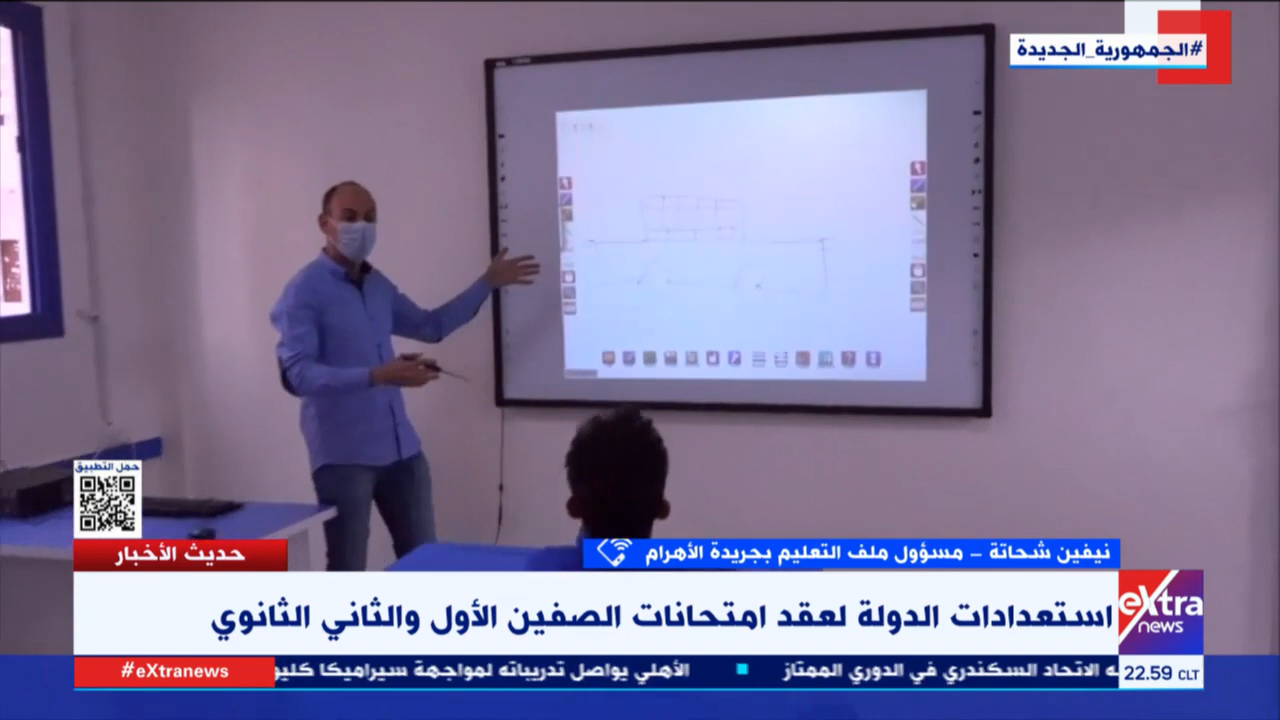 #الجمهورية_الجديدة
حمل التطبيق
حديث الأخبار
نيفين شحاتة - مسؤول ملف التعليم بجريدة الأهرام
استعدادات الدولة لعقد امتحانات الصفين الأول والثاني الثانوي
eXtra
news
#eXtranews
الاتحاد السكندري في الدوري الممتاز ■ الأهلي يواصل تدريباته لمواجهة سيراميكا
22.59 CLT